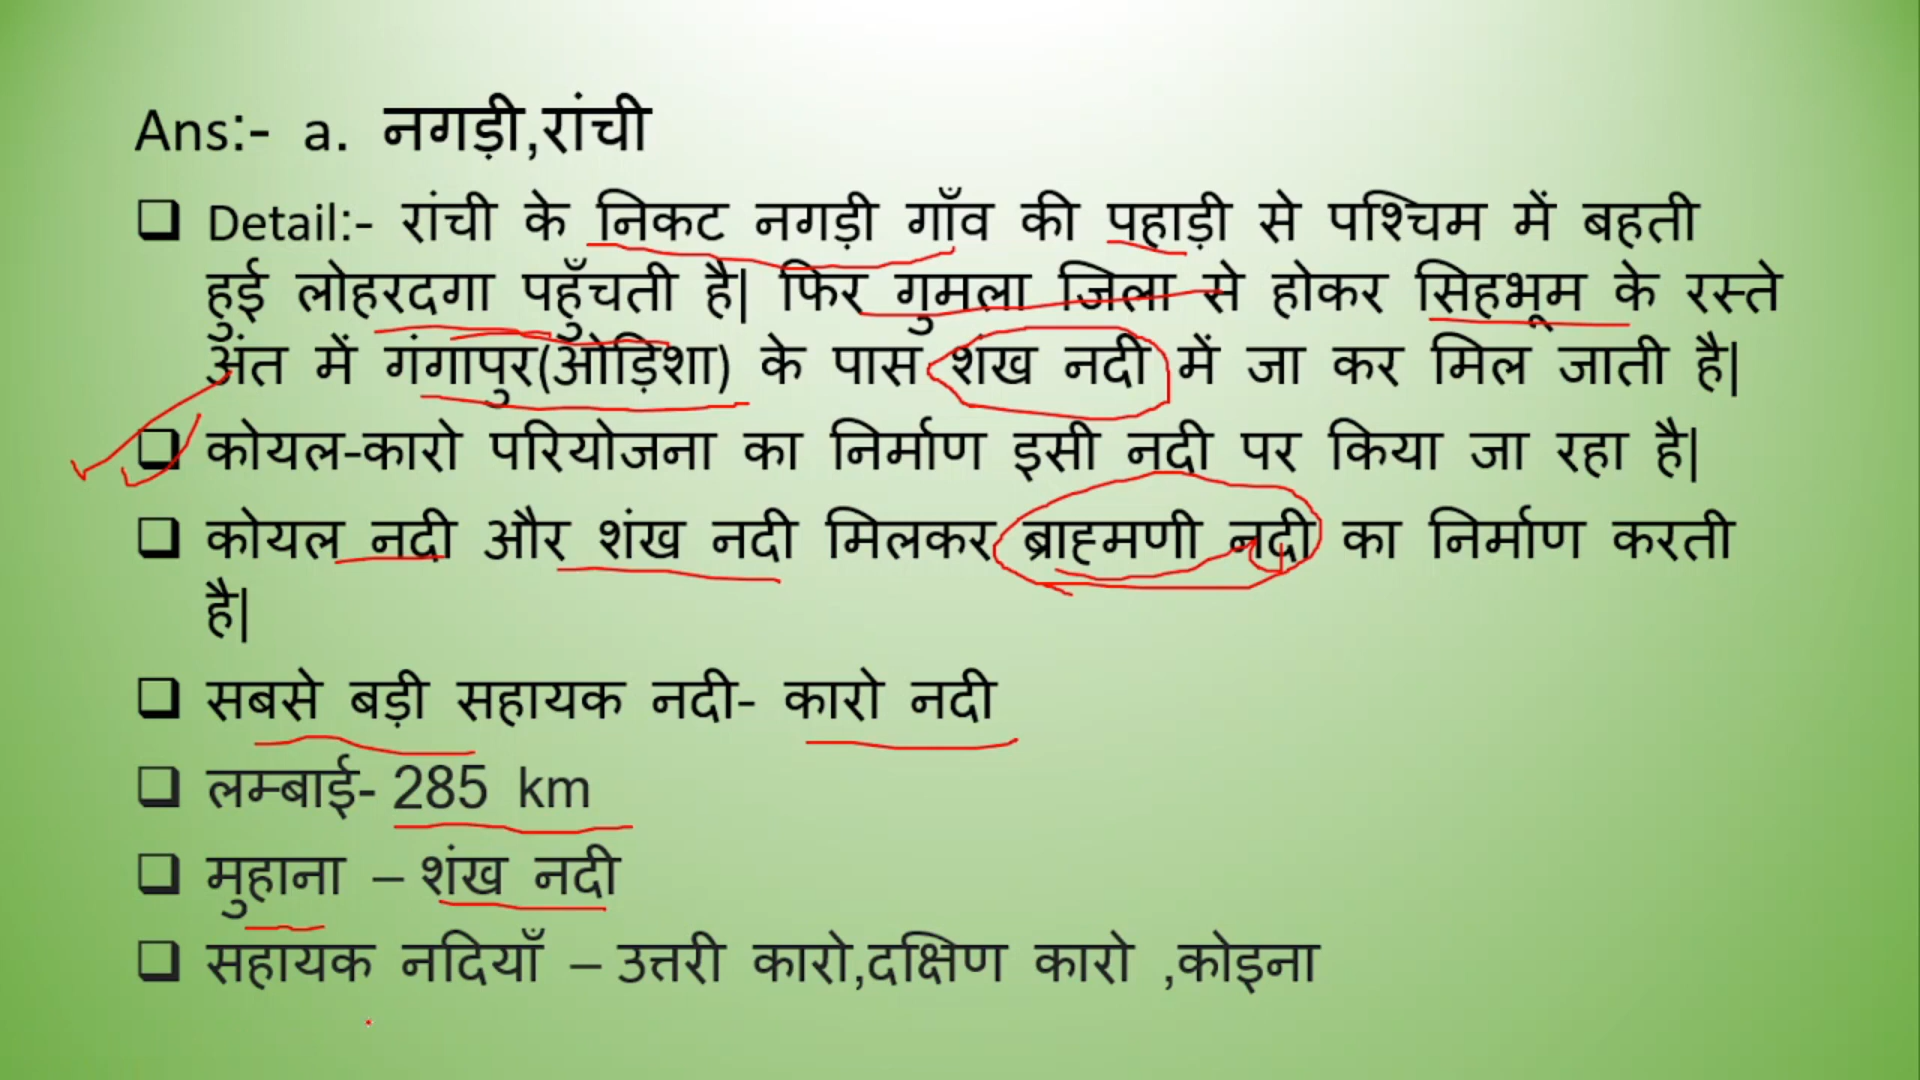 Ans:- a. नगड़ी,रांची
❑ Detail:- रांची के निकट नगड़ी गाँव की पहाड़ी से पश्चिम में बहती
हुई लोहरदगा पहुँचती है| फिर गुमला जिला से होकर सिहभूम के रस्ते
अंत में गंगापुर(ओड़िशा) के पास शंख नदी में जा कर मिल जाती है|
❑ कोयल-कारो परियोजना का निर्माण इसी नदी पर किया जा रहा है|
❑ कोयल नदी और शंख नदी मिलकर ब्राह्मणी नदी का निर्माण करती
है|
❑ सबसे बड़ी सहायक नदी- कारो नदी
❑ लम्बाई- 285 km
❑ मुहाना – शंख नदी
❑ सहायक नदियाँ – उत्तरी कारो,दक्षिण कारो ,कोइना